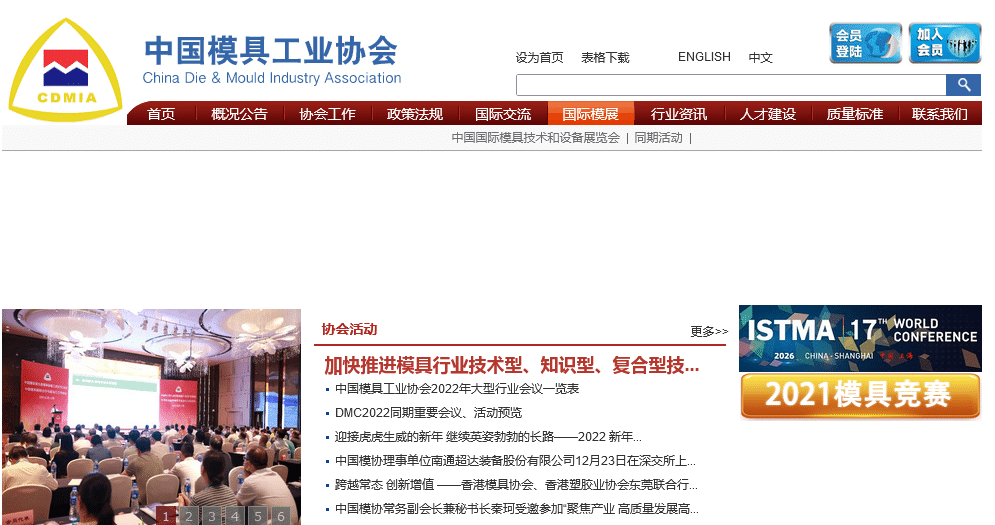 CDMIA
中国模具工业协会
China Die & Mould Industry Association
设为首页 表格下载 ENGLISH 中文
会员登陆
加入会员
首页 概况公告 协会工作 政策法规 国际交流 国际模展 行业资讯 人才建设 质量标准 联系我们
中国国际模具技术和设备展览会 | 同期活动 |
1 2 3 4 5 6
协会活动 更多>>
加快推进模具行业技术型、知识型、复合型技...
中国模具工业协会2022年大型行业会议一览表
DMC2022同期重要会议、活动预览
迎接虎虎生威的新年 继续英姿勃勃的长路——2022 新年...
中国模协理事单位南通超达装备股份有限公司12月23日在深交所上...
跨越常态 创新增值 ——香港模具协会、香港塑胶业协会东莞联合行...
中国模协常务副会长兼秘书长秦珂受邀参加“聚焦产业 高质量发展高...
ISTMA 17TH WORLD CONFERENCE
2026 CHINA - SHANGHAI
2021模具竞赛